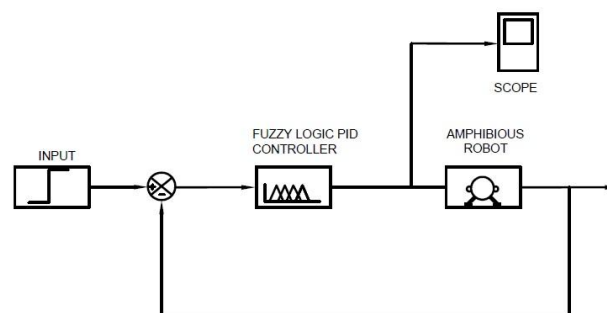 SCOPE
FUZZY LOGIC PID
CONTROLLER
AMPHIBIOUS
ROBOT
INPUT
+
-